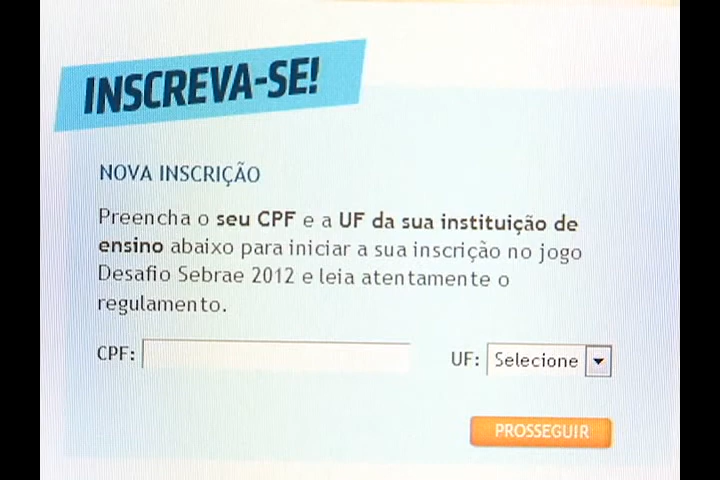 INSCREVA-SE!
NOVA INSCRIÇÃO
Preencha o seu CPF e a UF da sua instituição de
ensino abaixo para iniciar a sua inscrição no jogo
Desafio Sebrae 2012 e leia atentamente o
regulamento.
CPF: UF: Selecione
PROSSEGUIR